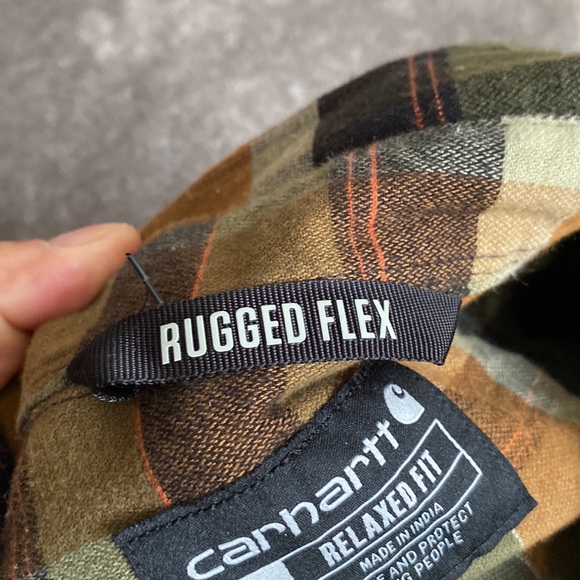 RUGGED FLEX
carhartt
RELAXED FIT
MADE IN INDIA
AND PROTECT
PEOPLE